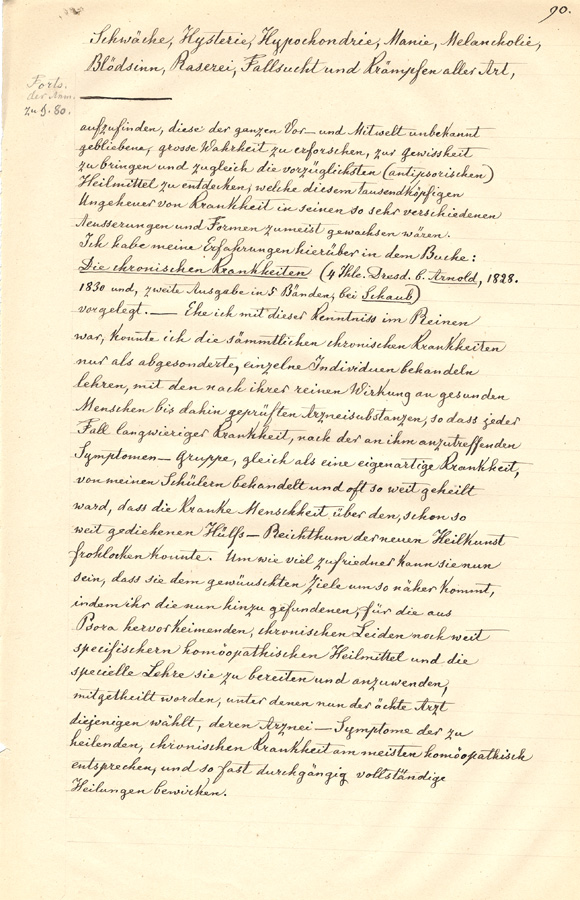 90.
Schwäche, Hysterie, Hypochondrie, Manie, Melancholie,
Blödsinn, Raserei, Fallsucht und Krämpfen aller Art,
Forts.
der Anm.
zu §. 80.
aufzufinden, diese der ganzen Vor- und Mitwelt unbekannt
gebliebene, grosse Wahrheit zu erforschen, zur Gewissheit
zu bringen und zugleich die vorzüglichsten (antipsorischen)
Heilmittel zu entdecken, welche diesem tausendköpfigen
Ungeheuer von Krankheit in seinen so sehr verschiedenen
Aeusserungen und Formen zumeist gewachsen wären.
Ich habe meine Erfahrungen hierüber in dem Buche:
Die chronischen Krankheiten (4 Thle. Dresd. b. Arnold, 1828.
1830 und, zweite Ausgabe in 5 Bänden, bei Schaub)
vorgelegt. — Ehe ich mit dieser Kenntniss im Reinen
war, konnte ich die sämmtlichen chronischen Krankheiten
nur als abgesonderte, einzelne Individuen behandeln
lehren, mit den nach ihrer reinen Wirkung an gesunden
Menschen bis dahin geprüften Arzneisubstanzen, so dass jeder
Fall langwieriger Krankheit, nach der an ihm anzutreffenden
Symptomen-Gruppe, gleich als eine eigenartige Krankheit,
von meinen Schülern behandelt und oft so weit geheilt
ward, dass die kranke Menschheit über den, schon so
weit gediehenen Hülfs-Reichthum der neuen Heilkunst
frohlocken konnte. Um wie viel zufriedner kann sie nun
sein, dass sie dem gewünschten Ziele um so näher kommt,
indem ihr die nun hinzu gefundenen, für die aus
Psora hervorkeimenden, chronischen Leiden noch weit
specifischern homöopathischen Heilmittel und die
specielle Lehre sie zu bereiten und anzuwenden,
mitgetheilt worden, unter denen nun der ächte Arzt
diejenigen wählt, deren Arznei-Symptome der zu
heilenden, chronischen Krankheit am meisten homöopathisch
entsprechen, und so fast durchgängig vollständige
Heilungen bewirken.